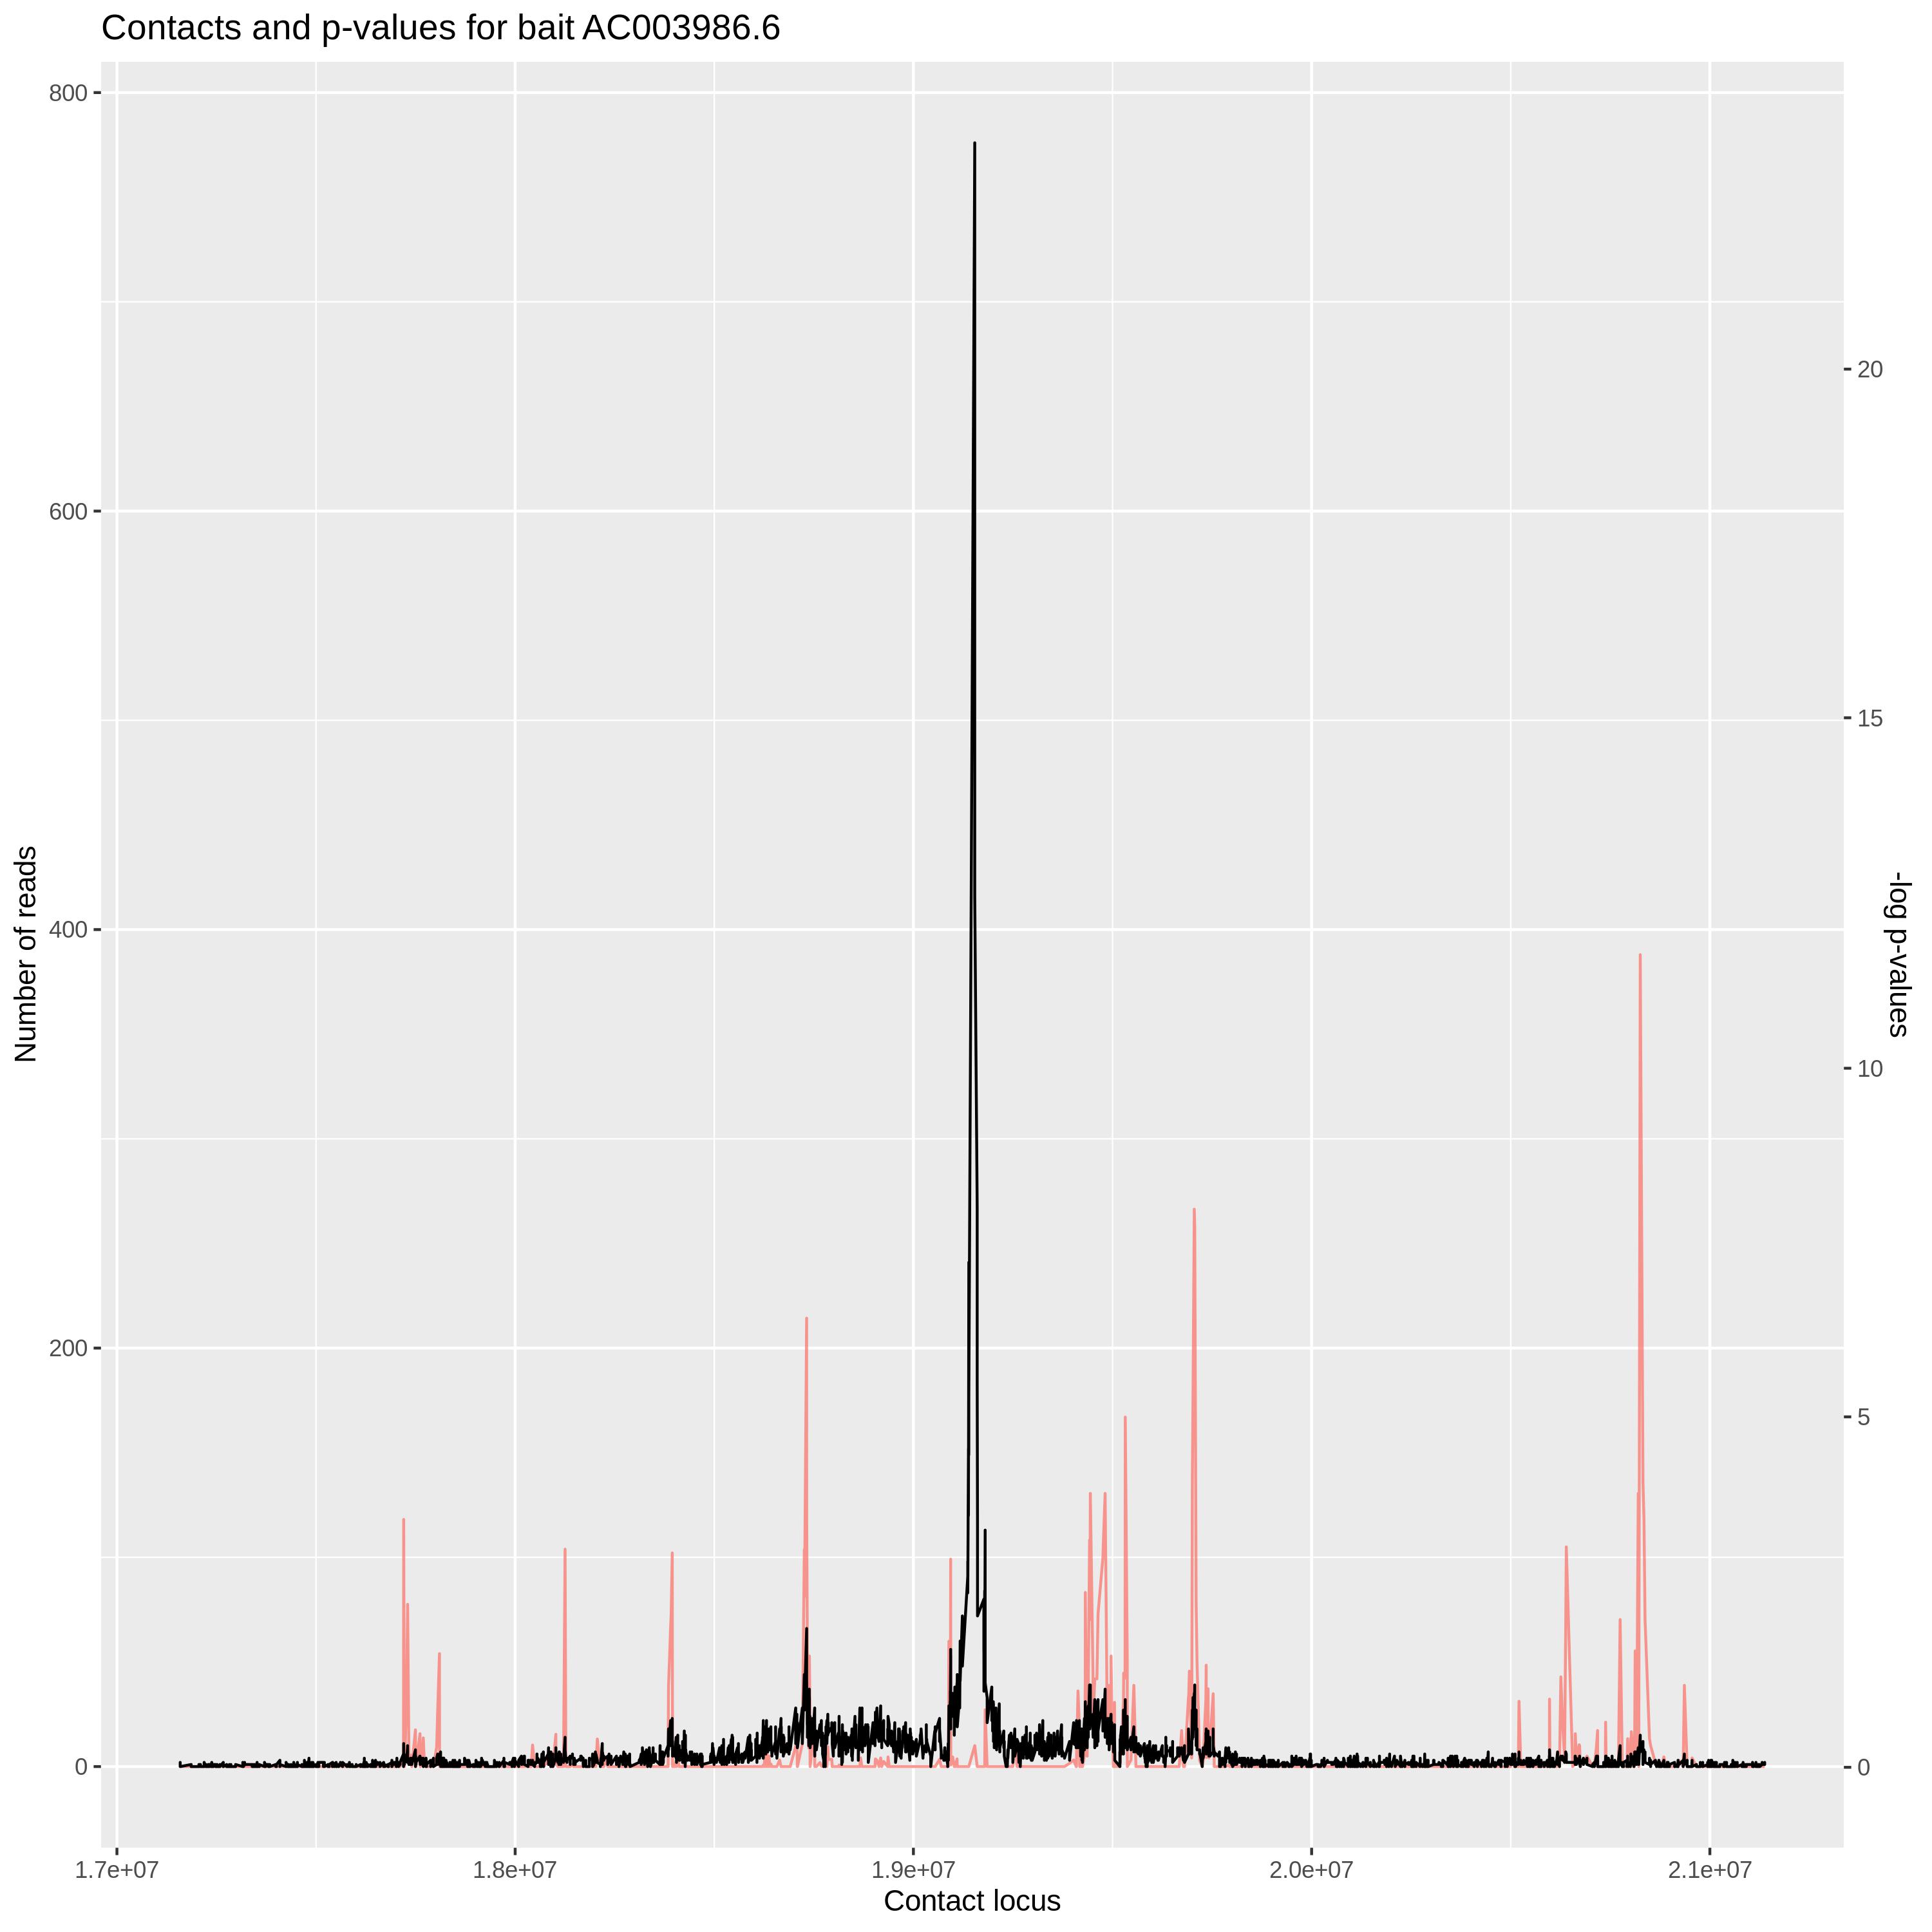 Contacts and p-values for bait AC003986.6
800
600
400
200
0
Number of reads
20
15
10
5
0
-log p-values
1.7e+07 1.8e+07 1.9e+07 2.0e+07 2.1e+07
Contact locus